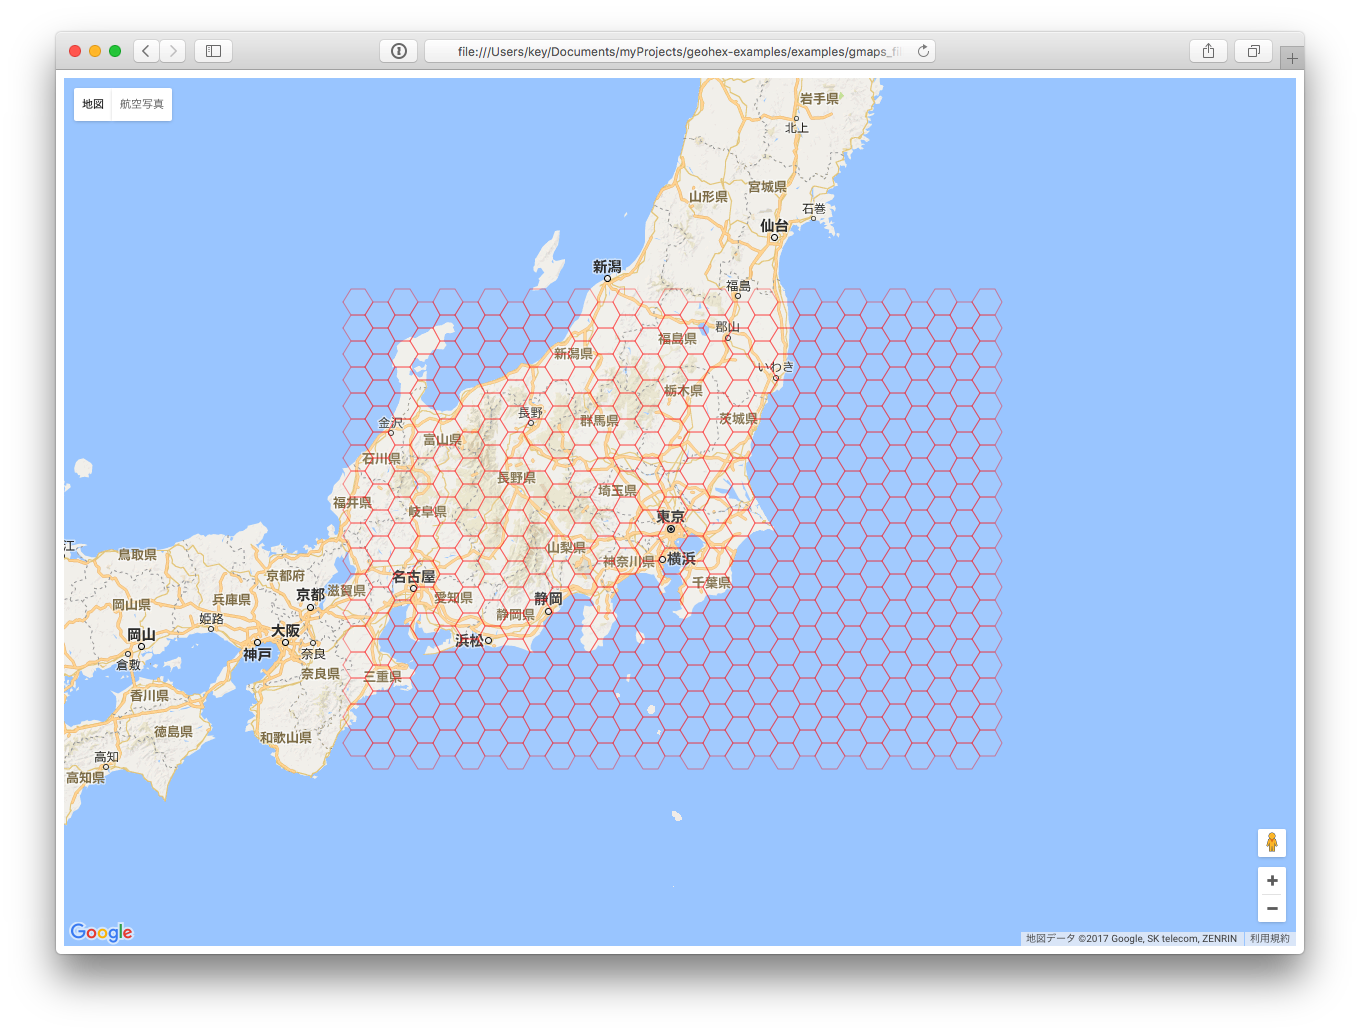 file:///Users/key/Documents/myProjects/geohex-examples/examples/gmaps_fi
地図
航空写真
岩手県
北上
宮城県
山形県
石巻
仙台
新潟
福島
郡山
福島県
新潟県
いわき
栃木県
長野
群馬県
茨城県
金沢
富山県
石川県
長野県
埼玉県
福井県
岐阜県
東京
江
鳥取県
山梨県
神奈川県
横浜
京都府
名古屋
千葉県
滋賀県
京都
兵庫県
愛知県
静岡
岡山県
静岡県
姫路
大阪
岡山
浜松
神戸
奈良
倉敷
奈良県
三重県
香川県
徳島県
和歌山県
高知
高知県
Google
地図データ ©2017 Google, SK telecom, ZENRIN
利用規約